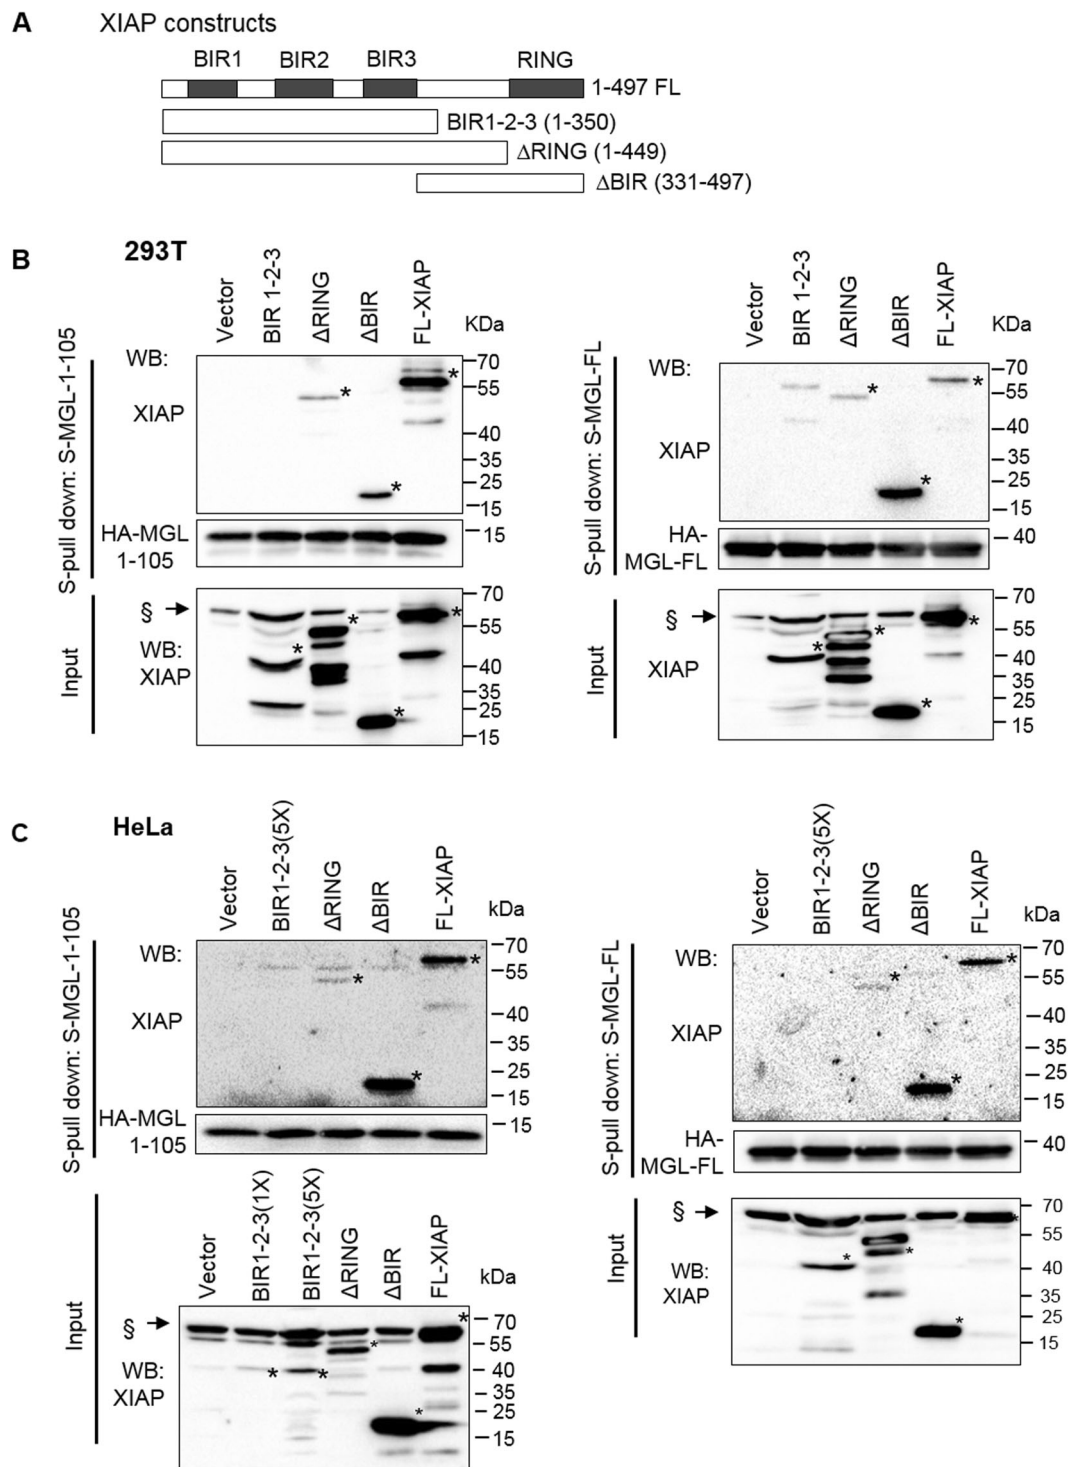 A XIAP constructs
BIR1 BIR2 BIR3 RING
1-497 FL
BIR1-2-3 (1-350)
ΔRING (1-449)
ΔBIR (331-497)
B 293T
Vector BIR 1-2-3 ΔRING ΔBIR FL-XIAP KDa
S-pull down: S-MGL-1-105
WB:
XIAP
* * *
70
55
40
35
25
15
HA-MGL
1-105
15
Input
§
WB:
XIAP
* * * *
70
55
40
35
25
15
Vector BIR 1-2-3 ΔRING ΔBIR FL-XIAP KDa
S-pull down: S-MGL-FL
WB:
XIAP
* * *
70
55
40
35
25
15
HA-
MGL-FL
40
Input
§
XIAP
* * * *
70
55
40
35
25
15
C HeLa
Vector BIR1-2-3(5X) ΔRING ΔBIR FL-XIAP kDa
S-pull down: S-MGL-1-105
WB:
XIAP
* * *
70
55
40
35
25
15
HA-MGL
1-105
15
Vector BIR1-2-3(1X) BIR1-2-3(5X) ΔRING ΔBIR FL-XIAP kDa
Input
§
WB:
XIAP
* * * * *
70
55
40
35
25
15
Vector BIR1-2-3(5X) ΔRING ΔBIR FL-XIAP kDa
S-pull down: S-MGL-FL
WB:
XIAP
* * *
70
55
40
35
25
15
HA-
MGL-FL
40
Input
§
WB:
XIAP
* * * *
70
55
40
35
25
15